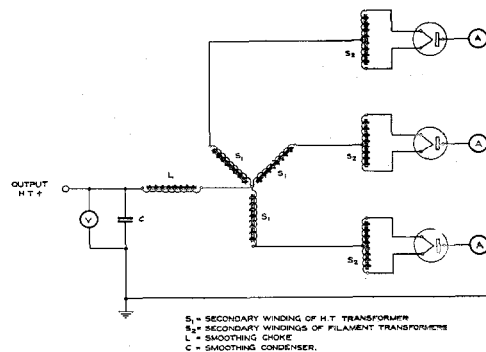 S₂
A
S₁
S₁
S₂
A
L
OUTPUT
H T +
V
C
S₁
S₂
A
S₁ = SECONDARY WINDING OF H.T TRANSFORMER
S₂ = SECONDARY WINDINGS OF FILAMENT TRANSFORMERS
L = SMOOTHING CHOKE
C = SMOOTHING CONDENSER.